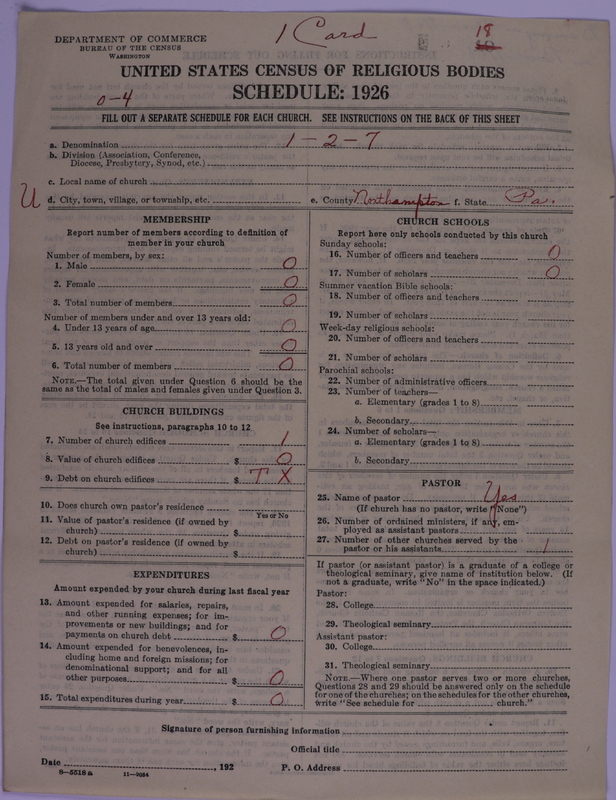 1 Card
18
DEPARTMENT OF COMMERCE
BUREAU OF THE CENSUS
WASHINGTON
UNITED STATES CENSUS OF RELIGIOUS BODIES
SCHEDULE: 1926
0-4
FILL OUT A SEPARATE SCHEDULE FOR EACH CHURCH. SEE INSTRUCTIONS ON THE BACK OF THIS SHEET
a. Denomination 1-2-7
b. Division (Association, Conference,
Diocese, Presbytery, Synod, etc.)
c. Local name of church
U d. City, town, village, or township, etc. e. County Northampton f. State Pa.
MEMBERSHIP
Report number of members according to definition of
member in your church
Number of members, by sex:
1. Male 0
2. Female 0
3. Total number of members 0
Number of members under and over 13 years old:
4. Under 13 years of age 0
5. 13 years old and over 0
6. Total number of members 0
NOTE.—The total given under Question 6 should be the
same as the total of males and females given under Question 3.
CHURCH BUILDINGS
See instructions, paragraphs 10 to 12
7. Number of church edifices 1
8. Value of church edifices $ 0
9. Debt on church edifices $ T X
10. Does church own pastor's residence
Yes or No
11. Value of pastor's residence (if owned by
church) $
12. Debt on pastor's residence (if owned by
church) $
EXPENDITURES
Amount expended by your church during last fiscal year
13. Amount expended for salaries, repairs,
and other running expenses; for im-
provements or new buildings; and for
payments on church debt $ 0
14. Amount expended for benevolences, in-
cluding home and foreign missions; for
denominational support; and for all
other purposes $ 0
15. Total expenditures during year $ 0
CHURCH SCHOOLS
Report here only schools conducted by this church
Sunday schools:
16. Number of officers and teachers 0
17. Number of scholars 0
Summer vacation Bible schools:
18. Number of officers and teachers
19. Number of scholars
Week-day religious schools:
20. Number of officers and teachers
21. Number of scholars
Parochial schools:
22. Number of administrative officers
23. Number of teachers—
a. Elementary (grades 1 to 8)
b. Secondary
24. Number of scholars—
a. Elementary (grades 1 to 8)
b. Secondary
PASTOR
25. Name of pastor Yes
(If church has no pastor, write "None")
26. Number of ordained ministers, if any, em-
ployed as assistant pastors
27. Number of other churches served by the
pastor or his assistants 1
If pastor (or assistant pastor) is a graduate of a college or
theological seminary, give name of institution below. (If
not a graduate, write "No" in the space indicated.)
Pastor:
28. College
29. Theological seminary
Assistant pastor:
30. College
31. Theological seminary
NOTE.—Where one pastor serves two or more churches,
Questions 28 and 29 should be answered only on the schedule
for one of the churches; on the schedules for the other churches,
write "See schedule for church."
Signature of person furnishing information
Official title
Date , 192 P. O. Address
8—5518 a 11—9054